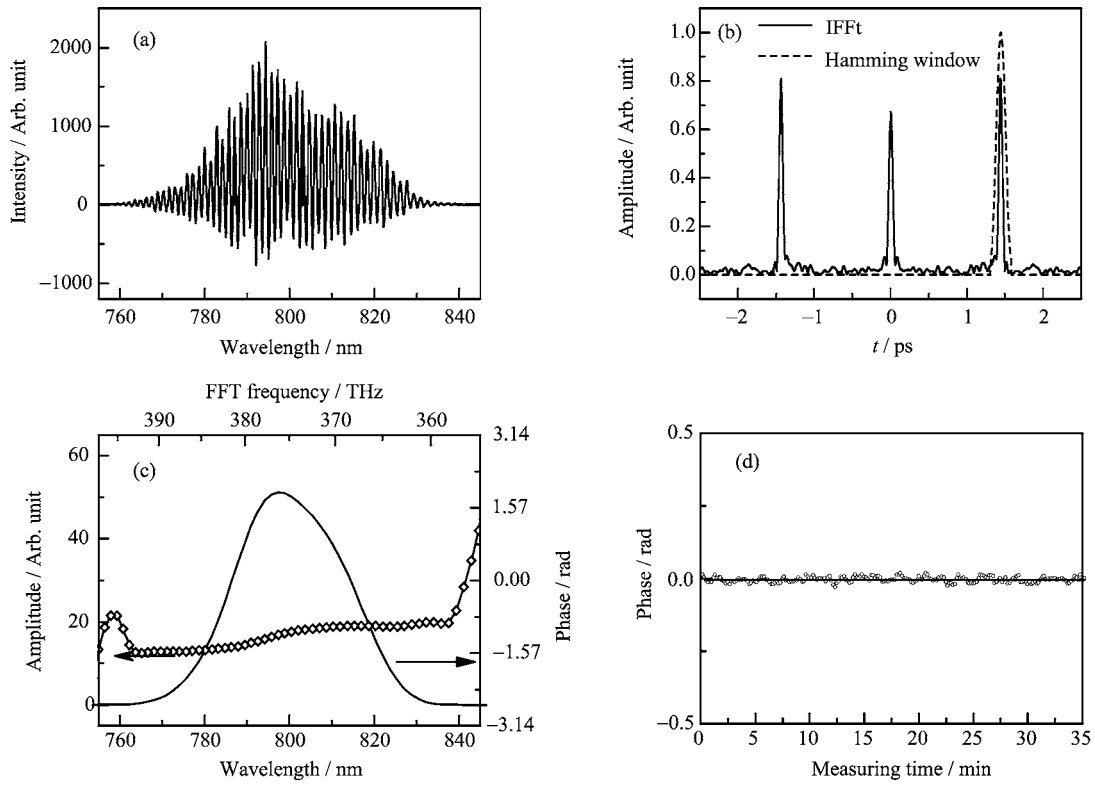 (a)
2000
1000
0
−1000
Intensity / Arb. unit
760 780 800 820 840
Wavelength / nm
(b)
IFFt
Hamming window
1.0
0.8
0.6
0.4
0.2
0.0
Amplitude / Arb. unit
−2 −1 0 1 2
t / ps
FFT frequency / THz
390 380 370 360
(c)
60
40
20
0
Amplitude / Arb. unit
3.14
1.57
0.00
−1.57
−3.14
Phase / rad
760 780 800 820 840
Wavelength / nm
(d)
0.5
0.0
−0.5
Phase / rad
0 5 10 15 20 25 30 35
Measuring time / min